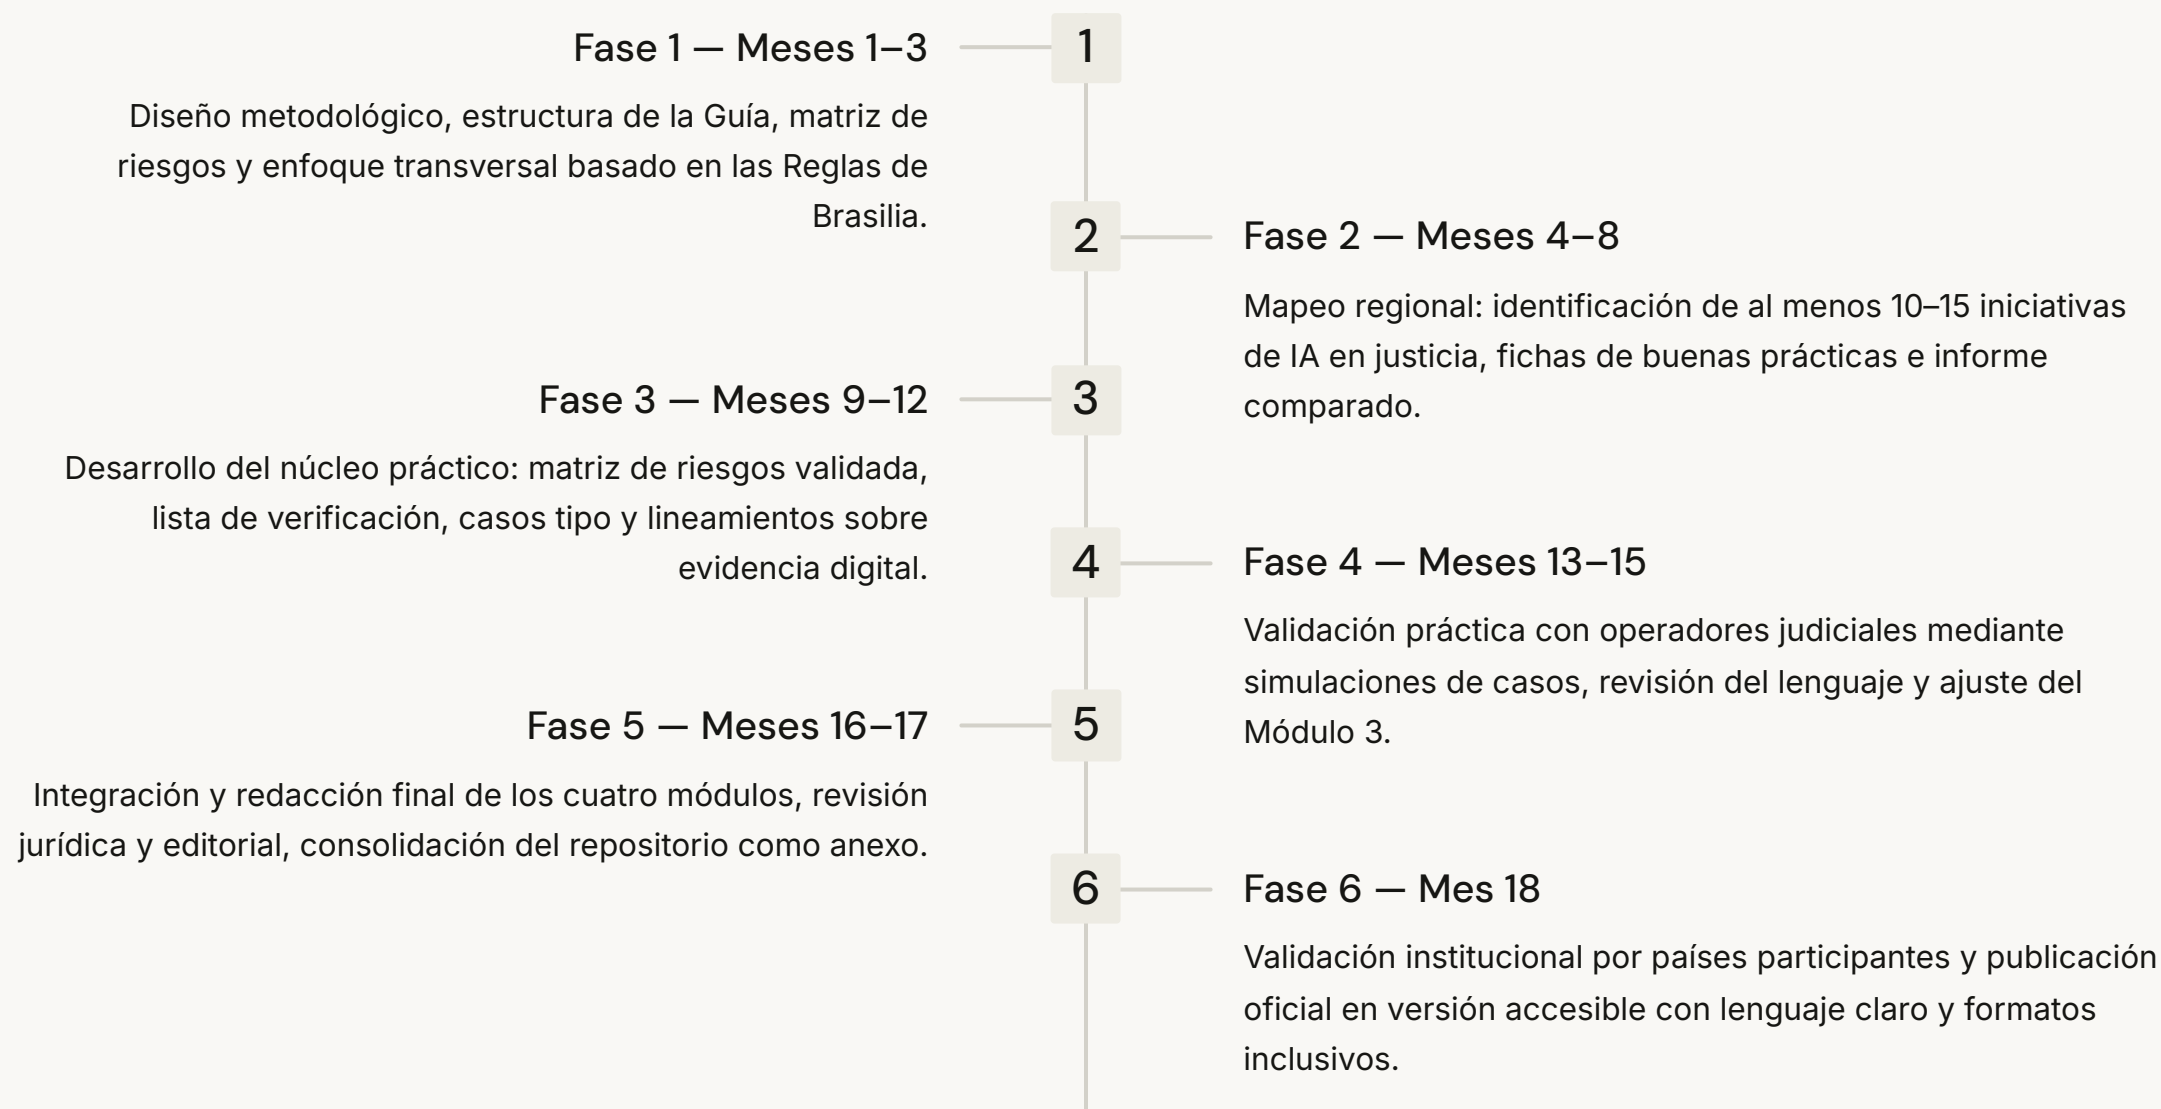 Fase 1 — Meses 1–3
1
Diseño metodológico, estructura de la Guía, matriz de
riesgos y enfoque transversal basado en las Reglas de
Brasilia.
2
Fase 2 — Meses 4–8
Mapeo regional: identificación de al menos 10–15 iniciativas
de IA en justicia, fichas de buenas prácticas e informe
comparado.
Fase 3 — Meses 9–12
3
Desarrollo del núcleo práctico: matriz de riesgos validada,
lista de verificación, casos tipo y lineamientos sobre
evidencia digital.
4
Fase 4 — Meses 13–15
Validación práctica con operadores judiciales mediante
simulaciones de casos, revisión del lenguaje y ajuste del
Módulo 3.
Fase 5 — Meses 16–17
5
Integración y redacción final de los cuatro módulos, revisión
jurídica y editorial, consolidación del repositorio como anexo.
6
Fase 6 — Mes 18
Validación institucional por países participantes y publicación
oficial en versión accesible con lenguaje claro y formatos
inclusivos.